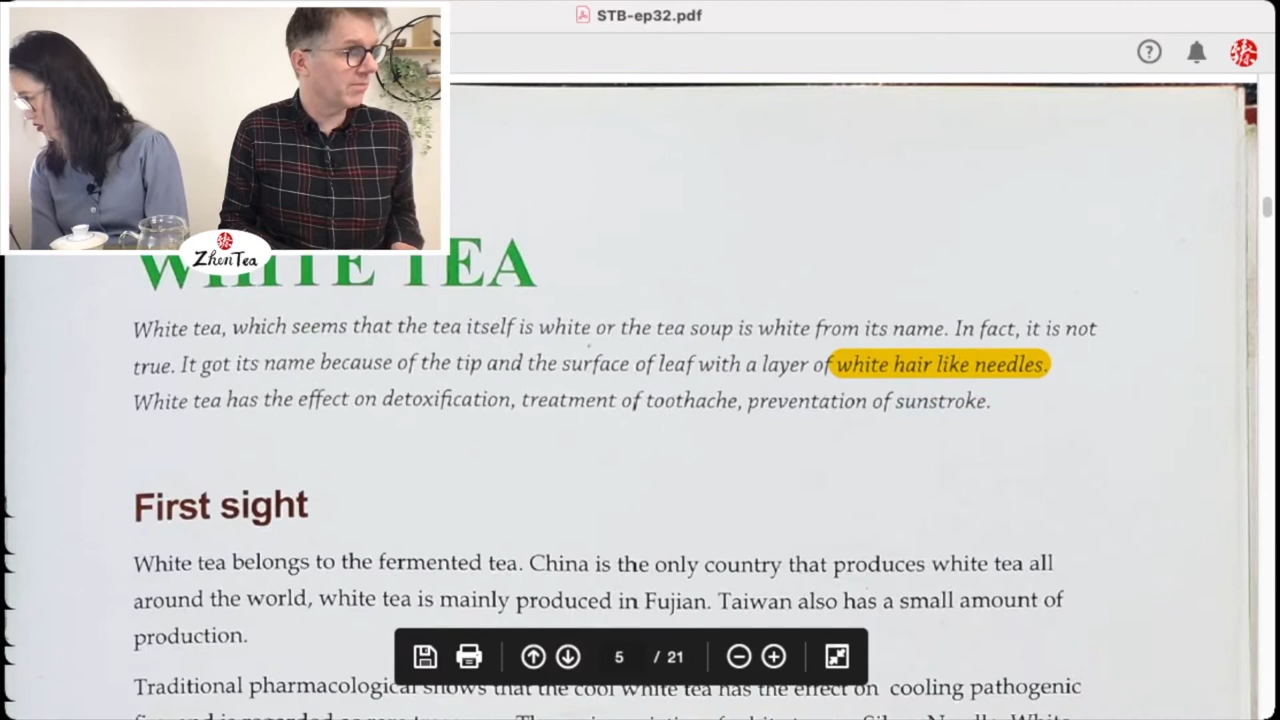 STB-ep32.pdf
Zhen Tea
WHITE TEA
White tea, which seems that the tea itself is white or the tea soup is white from its name. In fact, it is not
true. It got its name because of the tip and the surface of leaf with a layer of white hair like needles.
White tea has the effect on detoxification, treatment of toothache, preventation of sunstroke.
First sight
White tea belongs to the fermented tea. China is the only country that produces white tea all
around the world, white tea is mainly produced in Fujian. Taiwan also has a small amount of
production.
5 / 21
Traditional pharmacological shows that the cool white tea has the effect on cooling pathogenic